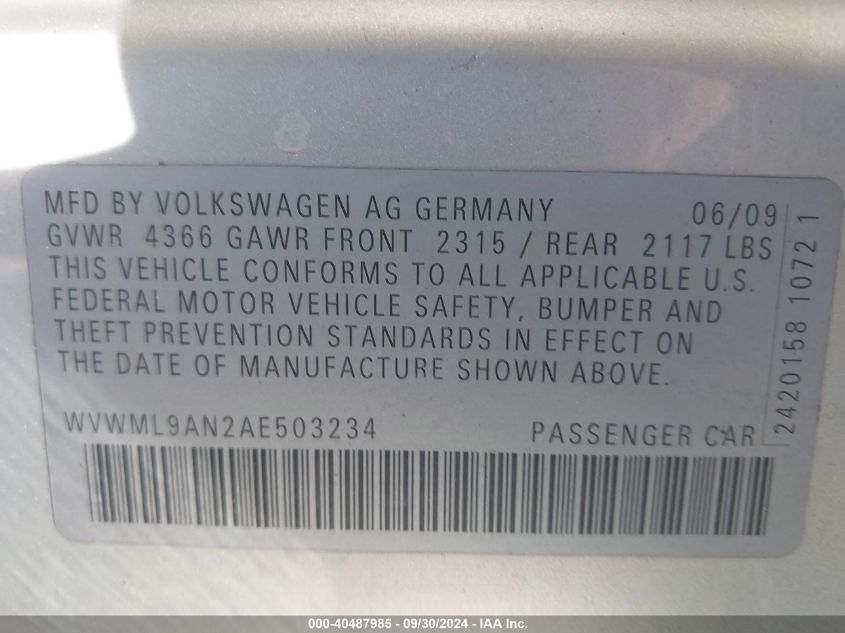 MFD BY VOLKSWAGEN AG GERMANY 06/09
GVWR 4366 GAWR FRONT 2315 / REAR 2117 LBS
THIS VEHICLE CONFORMS TO ALL APPLICABLE U.S.
FEDERAL MOTOR VEHICLE SAFETY, BUMPER AND
THEFT PREVENTION STANDARDS IN EFFECT ON
THE DATE OF MANUFACTURE SHOWN ABOVE.
WVWML9AN2AE503234 PASSENGER CAR
2420158 1072 1
000-40487985 - 09/30/2024 - IAA Inc.